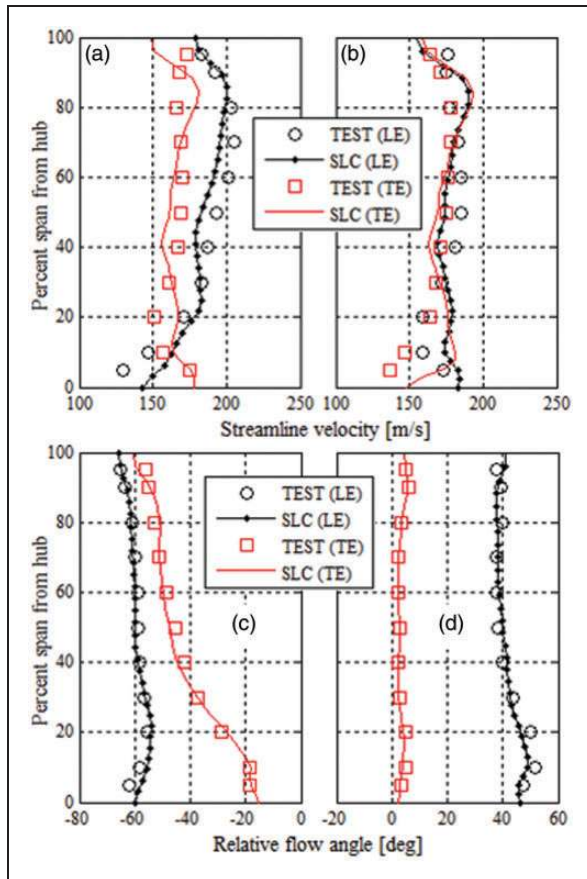 (a)
(b)
100
80
60
40
20
0
Percent span from hub
TEST (LE)
SLC (LE)
TEST (TE)
SLC (TE)
100 150 200 100 150 200 250
Streamline velocity [m/s]
100
80
60
40
20
0
Percent span from hub
TEST (LE)
SLC (LE)
TEST (TE)
SLC (TE)
(c)
(d)
-80 -60 -40 -20 0 -20 0 20 40 60
Relative flow angle [deg]